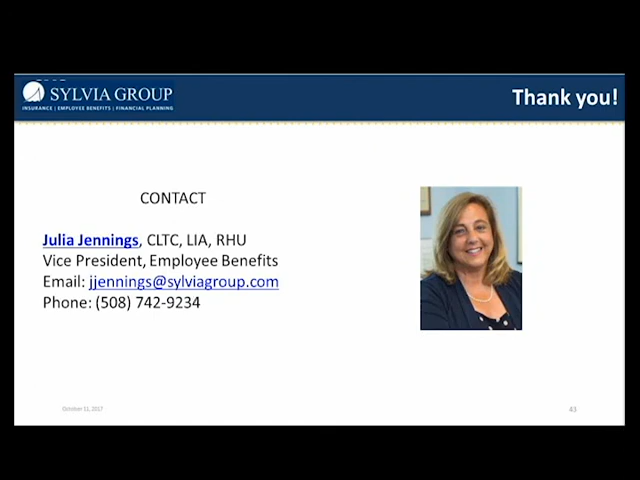 SYLVIA GROUP
INSURANCE | EMPLOYEE BENEFITS | FINANCIAL PLANNING
Thank you!
CONTACT
Julia Jennings, CLTC, LIA, RHU
Vice President, Employee Benefits
Email: jjennings@sylviagroup.com
Phone: (508) 742-9234
October 11, 2017
43